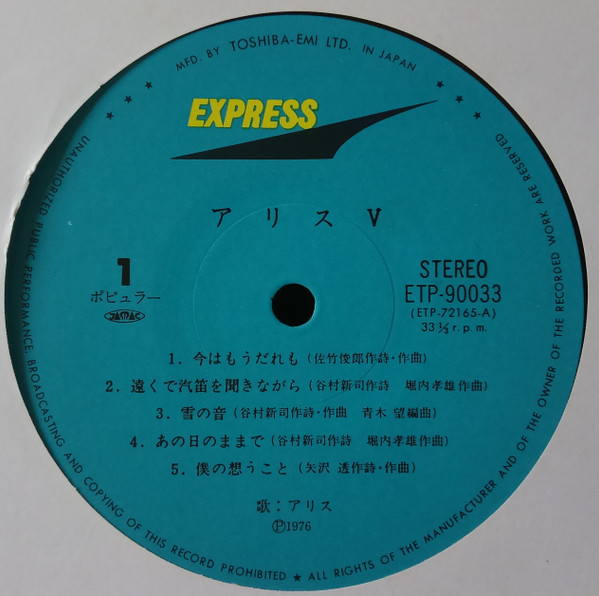 MFD. BY TOSHIBA-EMI LTD. IN JAPAN
EXPRESS
アリス V
1
ポピュラー
JASRAC
STEREO
ETP-90033
(ETP-72165-A)
33 ⅓ r. p. m.
1. 今はもうだれも (佐竹俊郎作詩・作曲)
2. 遠くで汽笛を聞きながら (谷村新司作詩 堀内孝雄作曲)
3. 雪の音 (谷村新司作詩・作曲 青木 望編曲)
4. あの日のままで (谷村新司作詩 堀内孝雄作曲)
5. 僕の想うこと (矢沢 透作詩・作曲)
歌：アリス
Ⓟ1976
UNAUTHORIZED PUBLIC PERFORMANCE, BROADCASTING AND COPYING OF THIS RECORD PROHIBITED ★ ALL RIGHTS OF THE MANUFACTURER AND OF THE OWNER OF THE RECORDED WORK ARE RESERVED